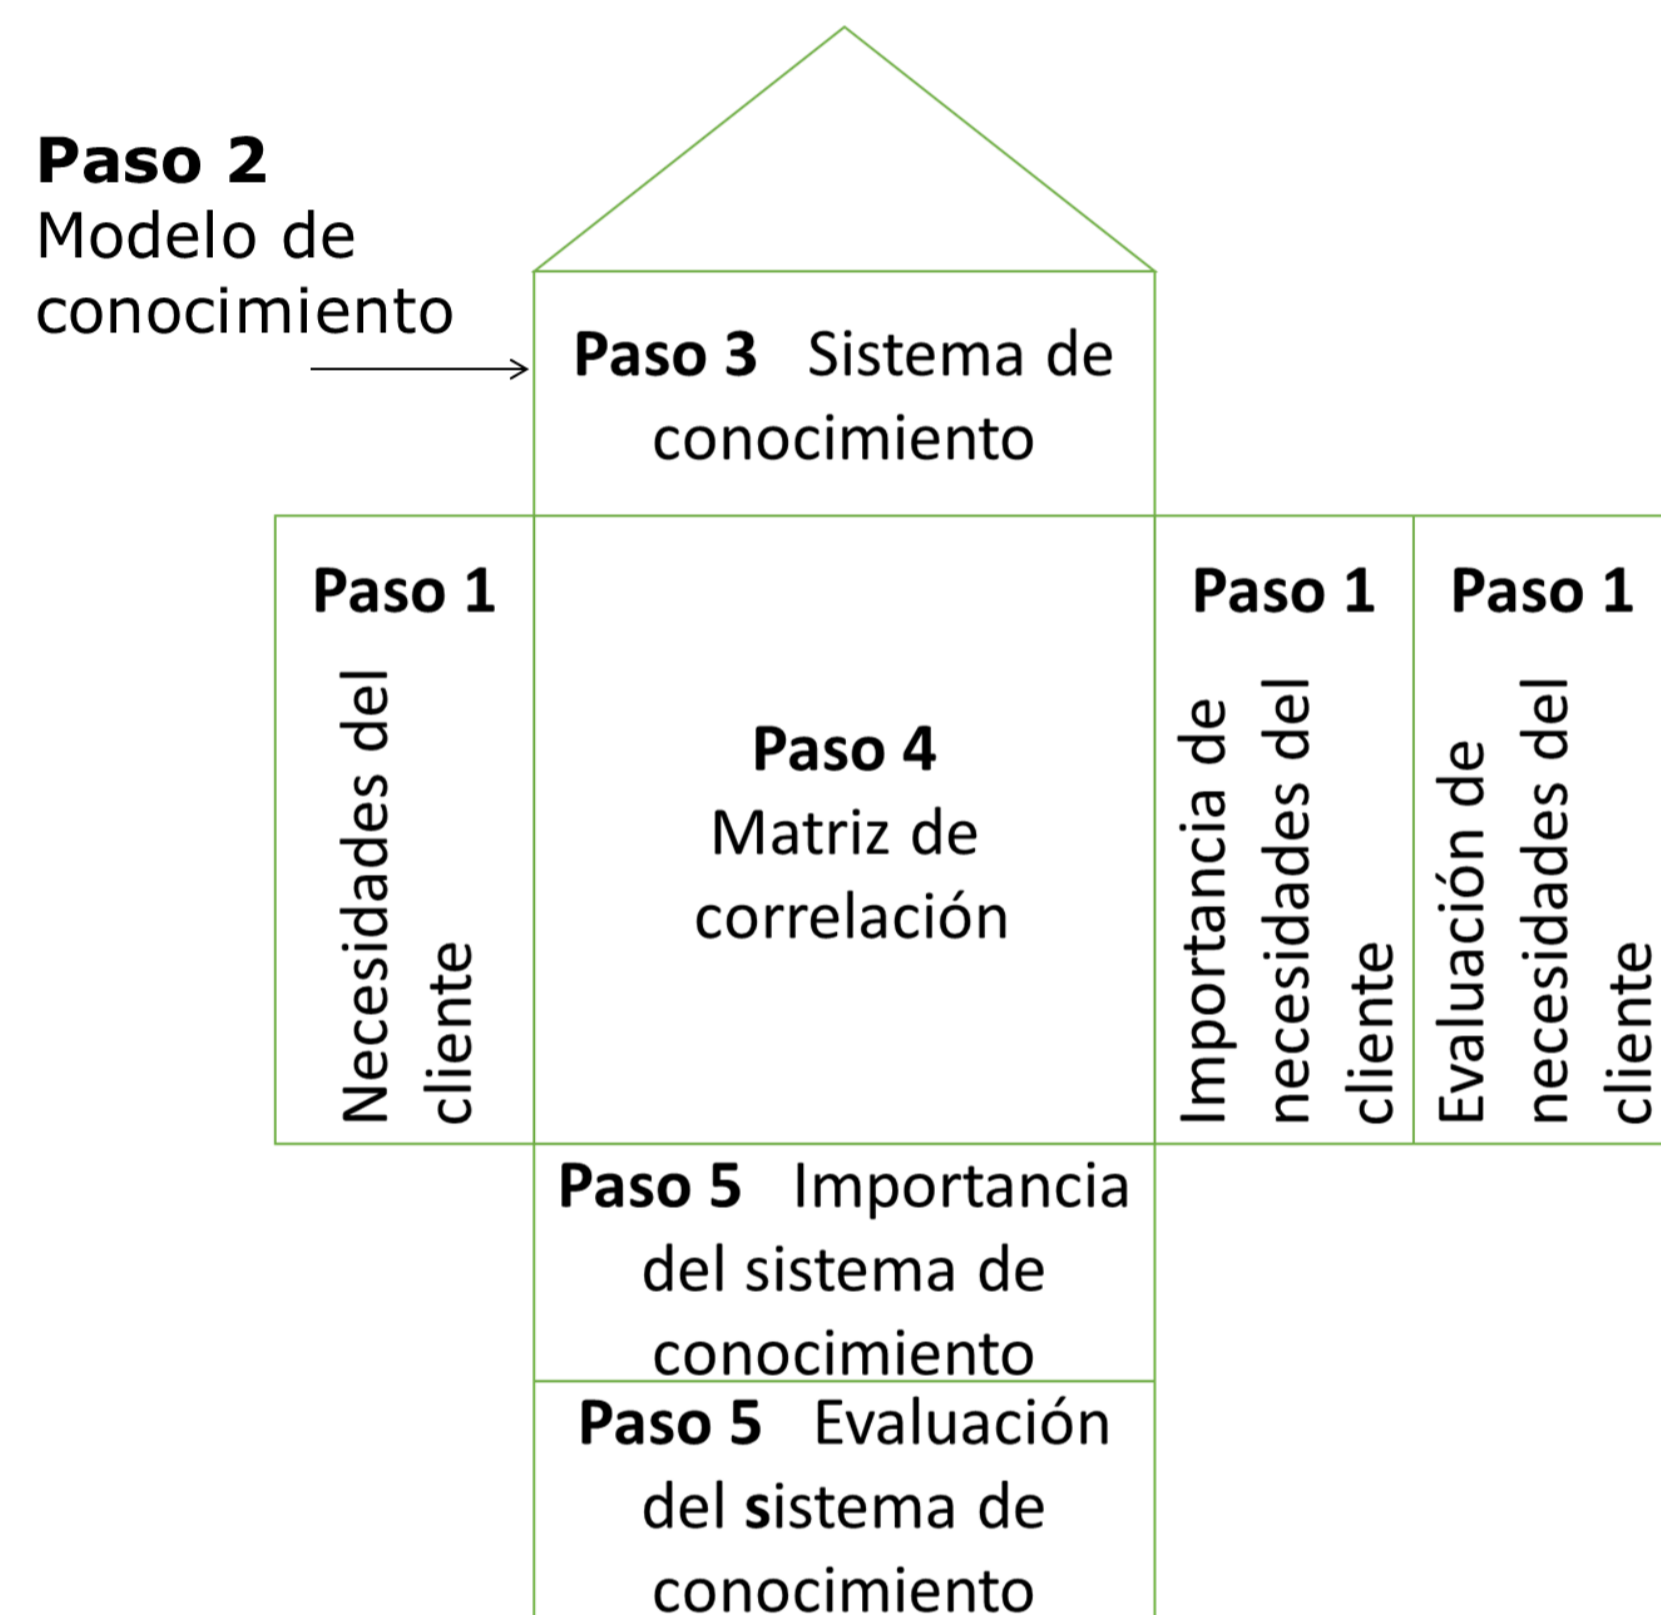 Paso 2
Modelo de
conocimiento
Paso 3 Sistema de
conocimiento
Paso 1
Necesidades del
cliente
Paso 4
Matriz de
correlación
Paso 1
Importancia de
necesidades del
cliente
Paso 1
Evaluación de
necesidades del
cliente
Paso 5 Importancia
del sistema de
conocimiento
Paso 5 Evaluación
del sistema de
conocimiento